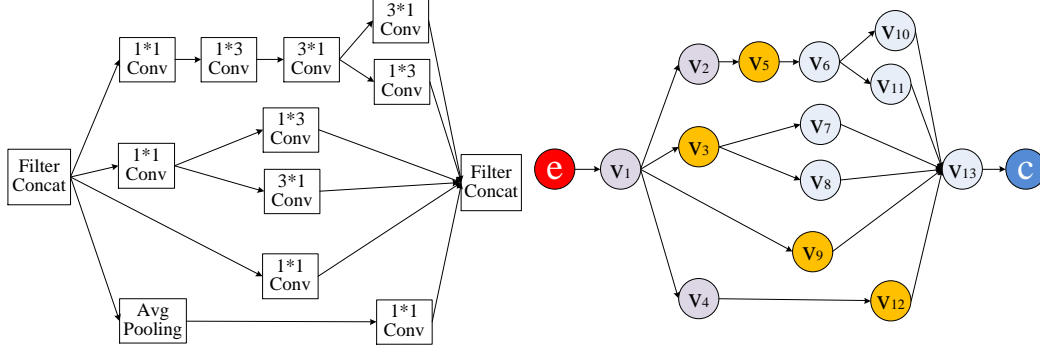 3*1
Conv
1*1
Conv
1*3
Conv
3*1
Conv
1*3
Conv
1*3
Conv
Filter
Concat
1*1
Conv
3*1
Conv
Filter
Concat
1*1
Conv
Avg
Pooling
1*1
Conv
e
v1
v2
v5
v6
v10
v11
v3
v7
v8
v9
v4
v12
v13
c